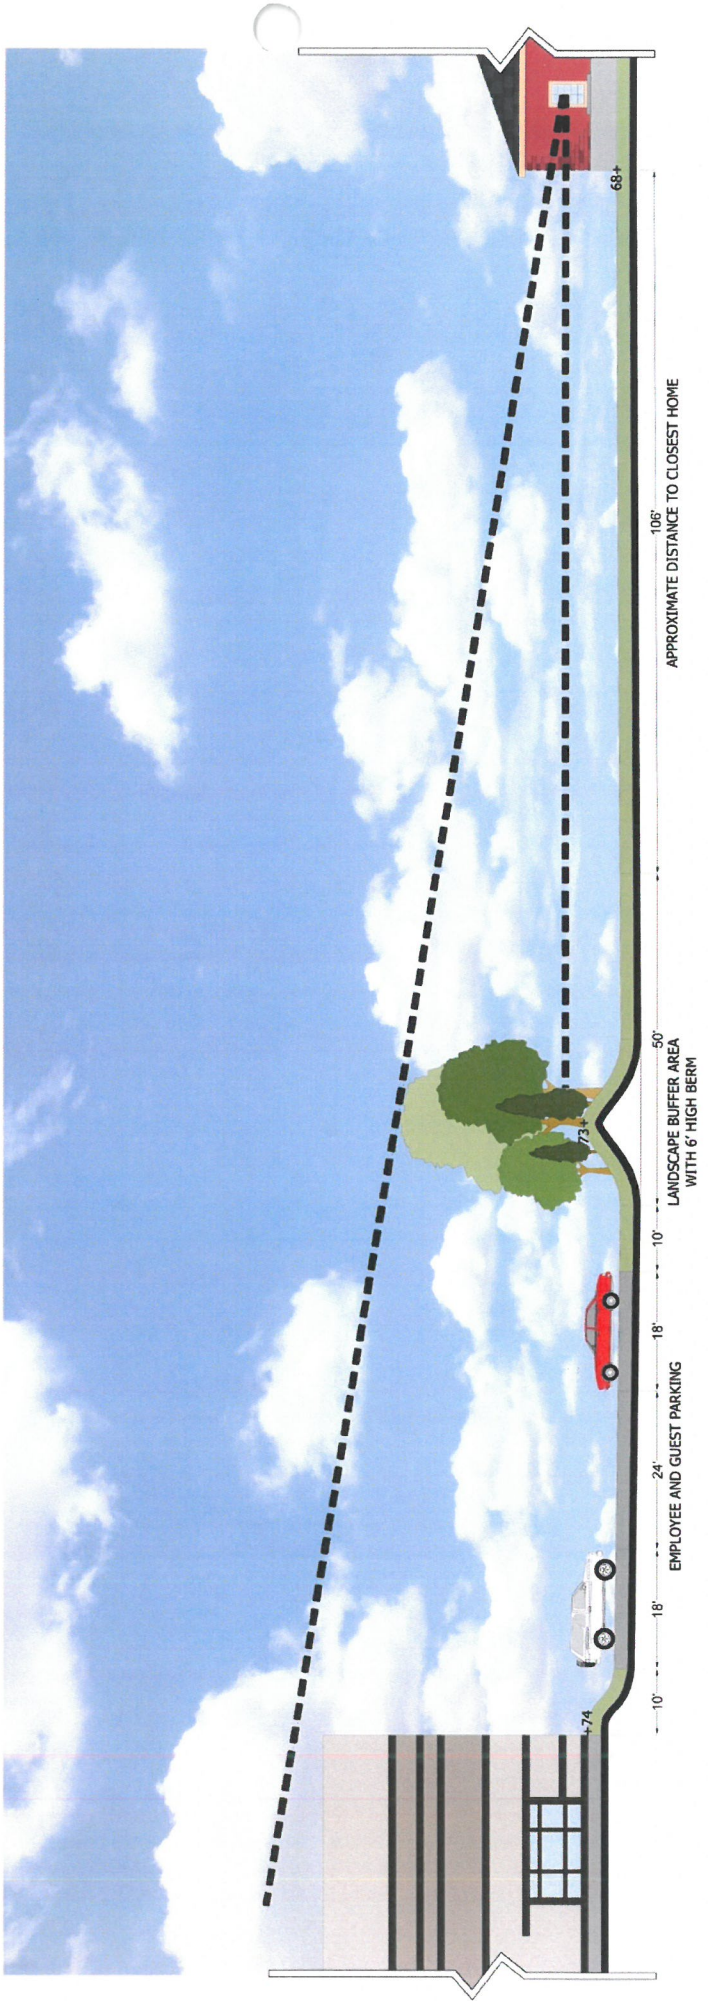 +74
73+
68+
10' 18' 24' 18' 10' 50' 106'
EMPLOYEE AND GUEST PARKING
LANDSCAPE BUFFER AREA
WITH 6' HIGH BERM
APPROXIMATE DISTANCE TO CLOSEST HOME